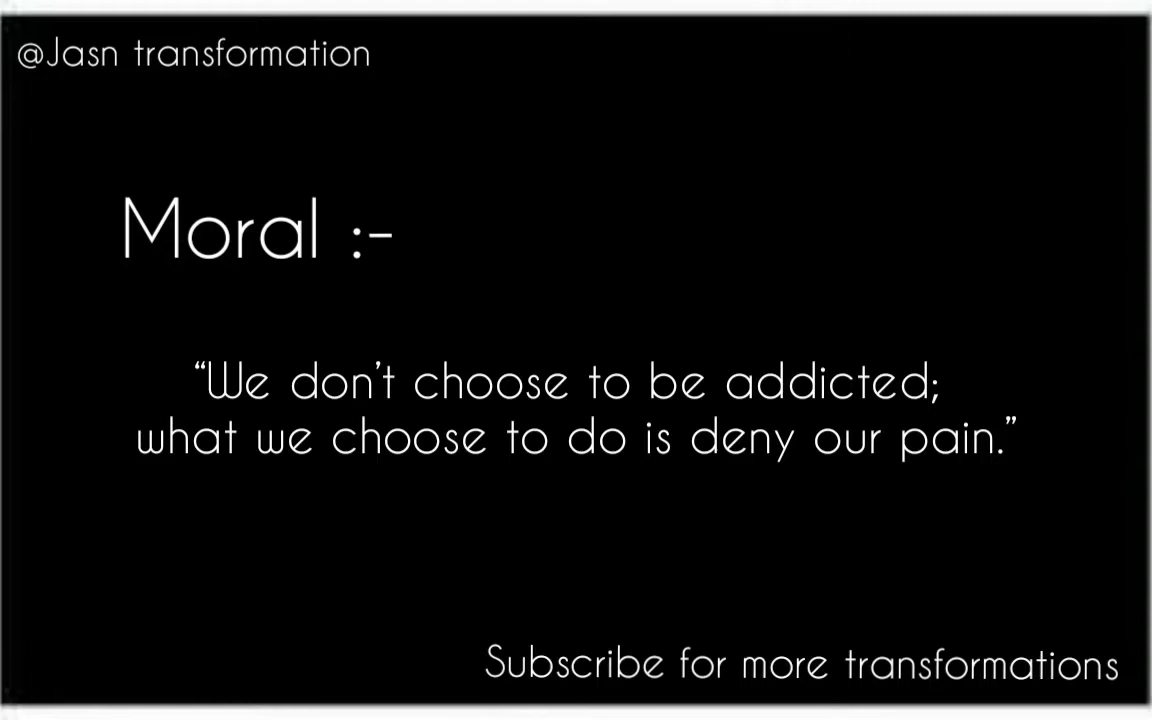 @Jasn transformation
Moral :-
“We don’t choose to be addicted;
what we choose to do is deny our pain.”
Subscribe for more transformations